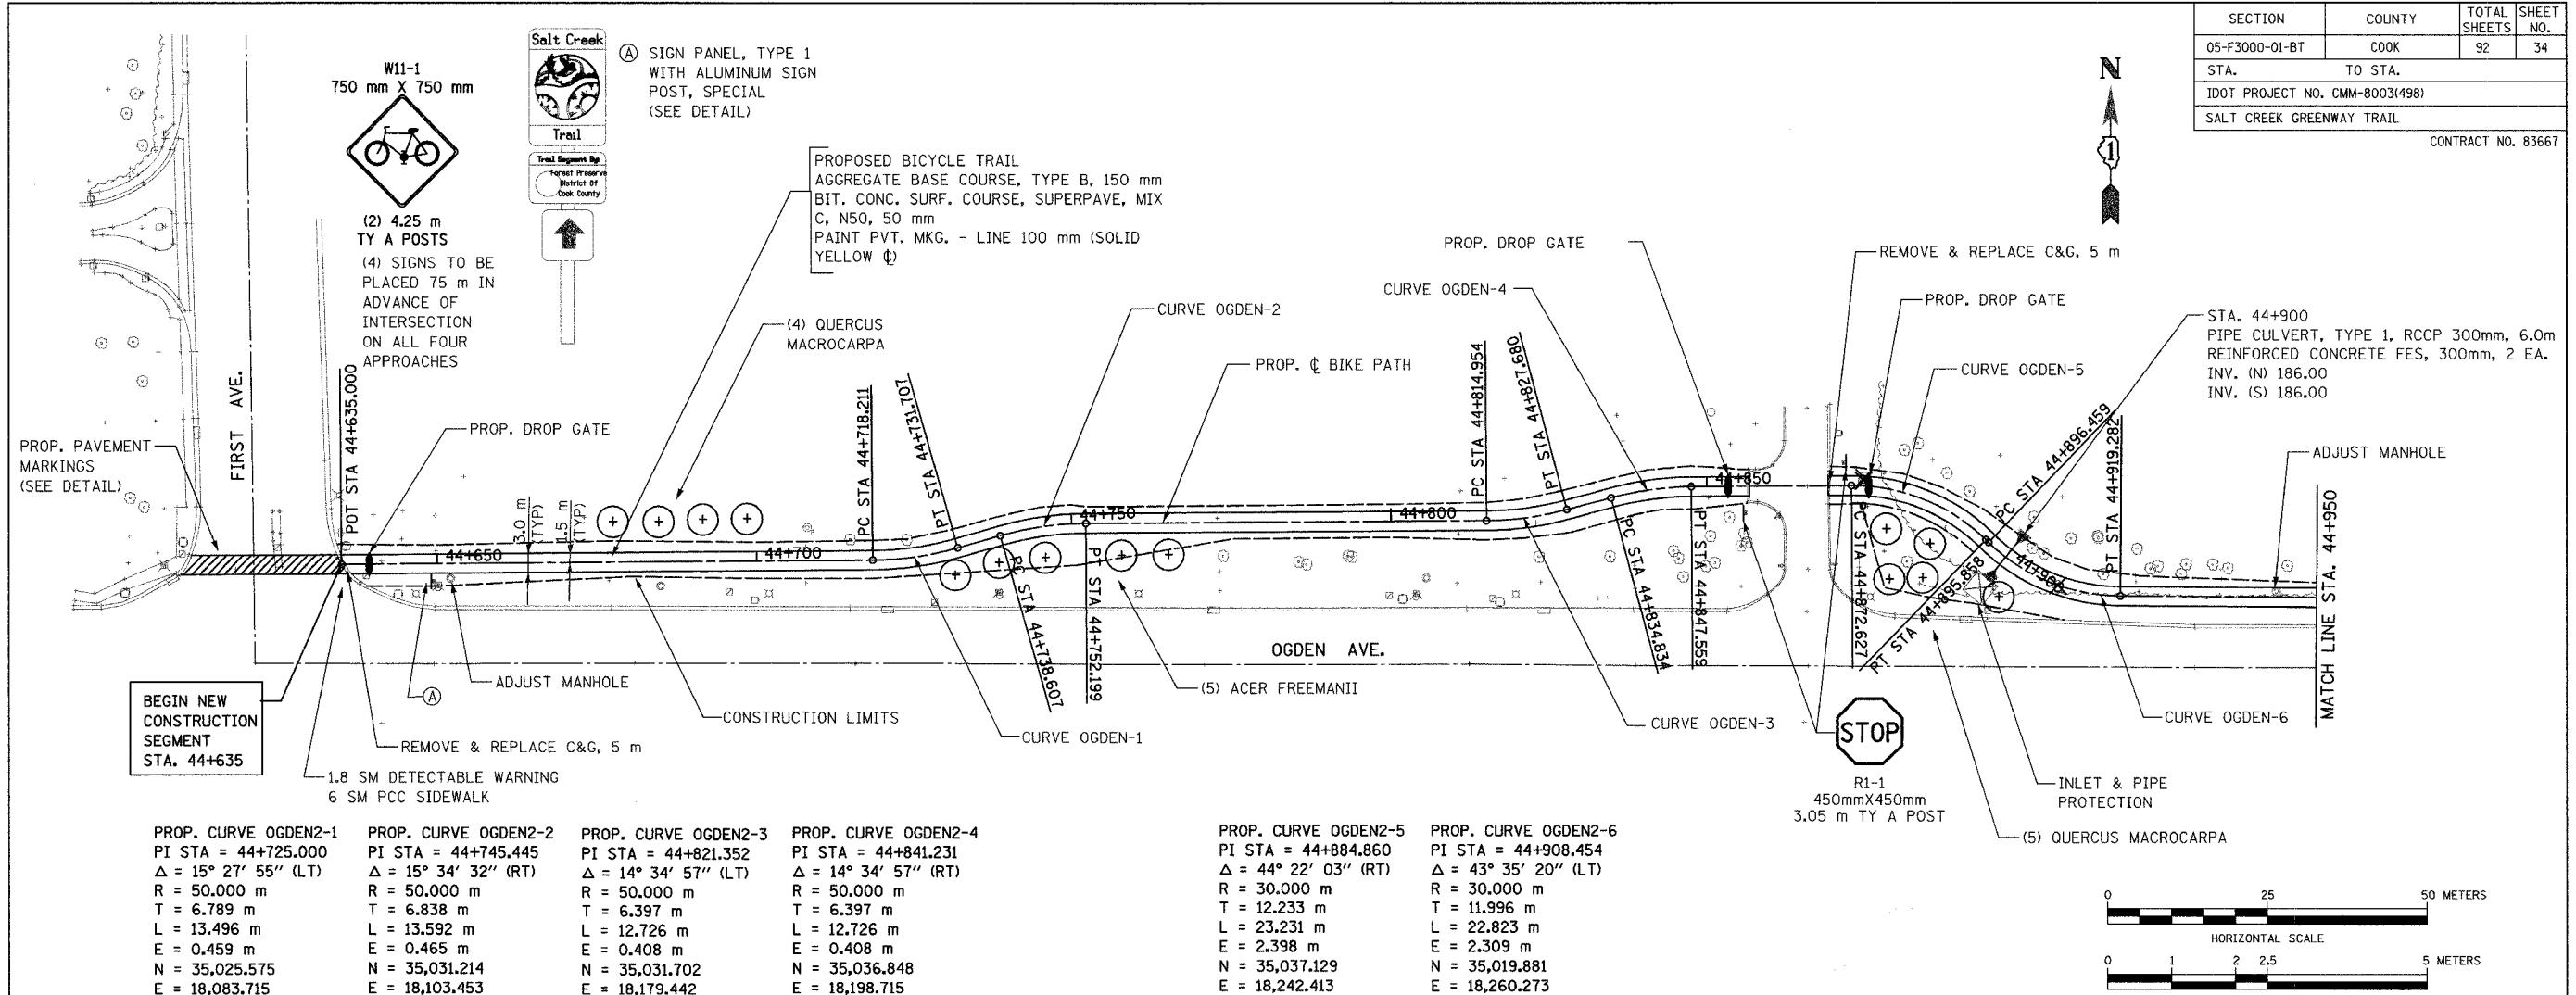 SECTION COUNTY TOTAL SHEETS SHEET NO.
05-F3000-01-BT COOK 92 34
STA. TO STA.
IDOT PROJECT NO. CMM-8003(498)
SALT CREEK GREENWAY TRAIL
CONTRACT NO. 83667
N
1
W11-1
750 mm X 750 mm
(2) 4.25 m
TY A POSTS
(4) SIGNS TO BE
PLACED 75 m IN
ADVANCE OF
INTERSECTION
ON ALL FOUR
APPROACHES
Salt Creek
Trail
Trail Segment By:
Forest Preserve
District Of
Cook County
A SIGN PANEL, TYPE 1
WITH ALUMINUM SIGN
POST, SPECIAL
(SEE DETAIL)
PROPOSED BICYCLE TRAIL
AGGREGATE BASE COURSE, TYPE B, 150 mm
BIT. CONC. SURF. COURSE, SUPERPAVE, MIX
C, N50, 50 mm
PAINT PVT. MKG. - LINE 100 mm (SOLID
YELLOW ℄)
(4) QUERCUS
MACROCARPA
CURVE OGDEN-2
PROP. ℄ BIKE PATH
CURVE OGDEN-4
PROP. DROP GATE
REMOVE & REPLACE C&G, 5 m
PROP. DROP GATE
CURVE OGDEN-5
STA. 44+900
PIPE CULVERT, TYPE 1, RCCP 300mm, 6.0m
REINFORCED CONCRETE FES, 300mm, 2 EA.
INV. (N) 186.00
INV. (S) 186.00
ADJUST MANHOLE
PROP. PAVEMENT
MARKINGS
(SEE DETAIL)
FIRST AVE.
POT STA 44+635.000
PROP. DROP GATE
3.0 m
(TYP)
1.5 m
(TYP)
44+650
44+700
PC STA 44+718.211
PT STA 44+731.707
44+750
PC STA 44+738.607
PT STA 44+752.199
44+800
PC STA 44+814.954
PT STA 44+827.680
PC STA 44+834.834
PT STA 44+847.559
44+850
PC STA 44+872.627
PT STA 44+895.858
PC STA 44+896.459
44+900
PT STA 44+919.282
MATCH LINE STA. 44+950
OGDEN AVE.
BEGIN NEW
CONSTRUCTION
SEGMENT
STA. 44+635
A
ADJUST MANHOLE
CONSTRUCTION LIMITS
REMOVE & REPLACE C&G, 5 m
1.8 SM DETECTABLE WARNING
6 SM PCC SIDEWALK
CURVE OGDEN-1
(5) ACER FREEMANII
CURVE OGDEN-3
STOP
R1-1
450mmX450mm
3.05 m TY A POST
CURVE OGDEN-6
INLET & PIPE
PROTECTION
(5) QUERCUS MACROCARPA
PROP. CURVE OGDEN2-1
PI STA = 44+725.000
Δ = 15° 27' 55" (LT)
R = 50.000 m
T = 6.789 m
L = 13.496 m
E = 0.459 m
N = 35,025.575
E = 18,083.715
PROP. CURVE OGDEN2-2
PI STA = 44+745.445
Δ = 15° 34' 32" (RT)
R = 50.000 m
T = 6.838 m
L = 13.592 m
E = 0.465 m
N = 35,031.214
E = 18,103.453
PROP. CURVE OGDEN2-3
PI STA = 44+821.352
Δ = 14° 34' 57" (LT)
R = 50.000 m
T = 6.397 m
L = 12.726 m
E = 0.408 m
N = 35,031.702
E = 18,179.442
PROP. CURVE OGDEN2-4
PI STA = 44+841.231
Δ = 14° 34' 57" (RT)
R = 50.000 m
T = 6.397 m
L = 12.726 m
E = 0.408 m
N = 35,036.848
E = 18,198.715
PROP. CURVE OGDEN2-5
PI STA = 44+884.860
Δ = 44° 22' 03" (RT)
R = 30.000 m
T = 12.233 m
L = 23.231 m
E = 2.398 m
N = 35,037.129
E = 18,242.413
PROP. CURVE OGDEN2-6
PI STA = 44+908.454
Δ = 43° 35' 20" (LT)
R = 30.000 m
T = 11.996 m
L = 22.823 m
E = 2.309 m
N = 35,019.881
E = 18,260.273
0 25 50 METERS
HORIZONTAL SCALE
0 1 2 2.5 5 METERS